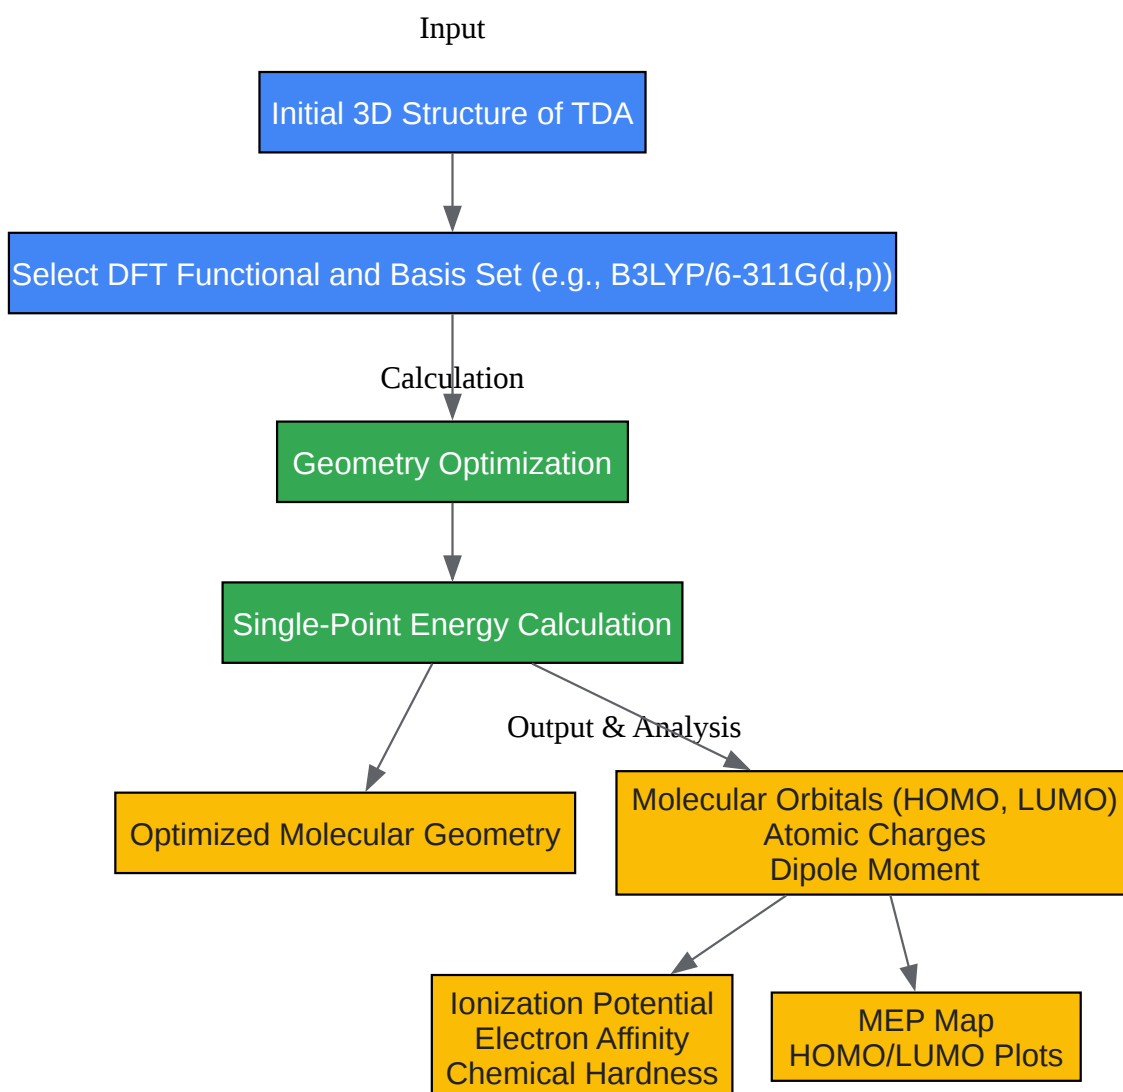 Input
Initial 3D Structure of TDA
Select DFT Functional and Basis Set (e.g., B3LYP/6-311G(d,p))
Calculation
Geometry Optimization
Single-Point Energy Calculation
Output & Analysis
Optimized Molecular Geometry
Molecular Orbitals (HOMO, LUMO)
Atomic Charges
Dipole Moment
Ionization Potential
Electron Affinity
Chemical Hardness
MEP Map
HOMO/LUMO Plots